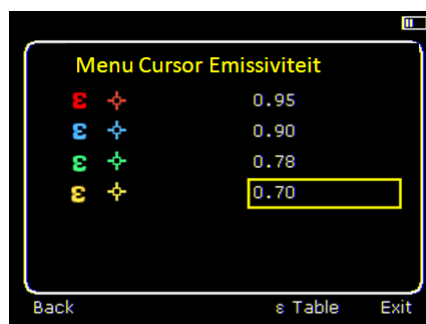 Menu Cursor Emissiviteit
ε 0.95
ε 0.90
ε 0.78
ε 0.70
Back ε Table Exit